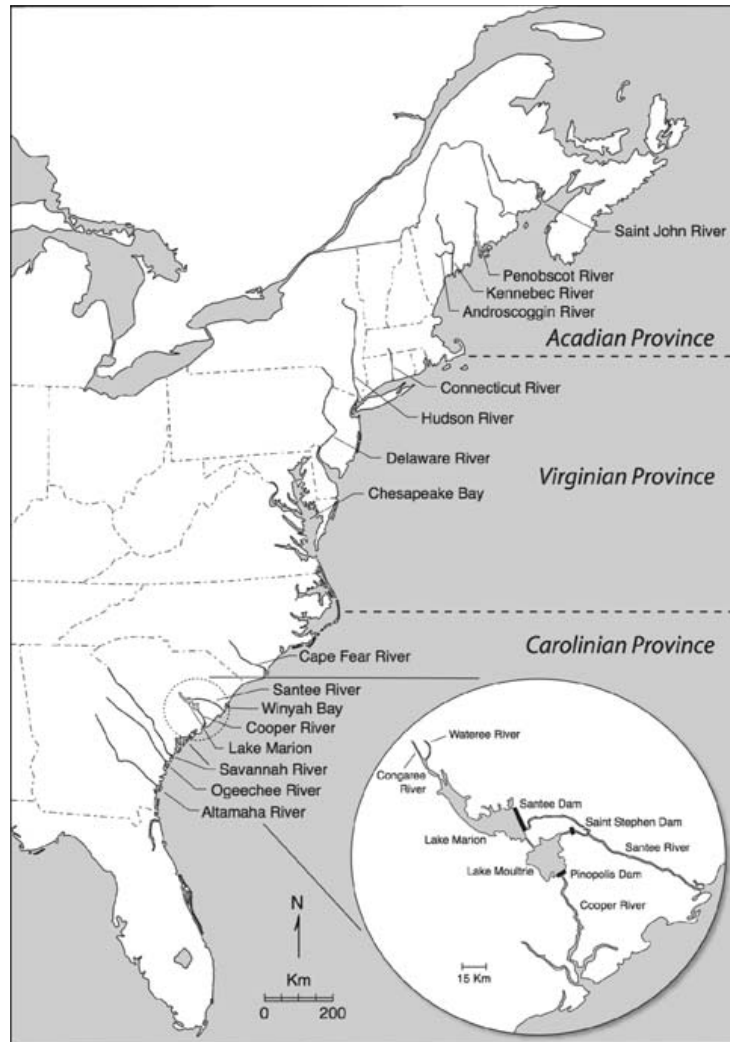 Saint John River
Penobscot River
Kennebec River
Androscoggin River
Acadian Province
Connecticut River
Hudson River
Delaware River
Virginian Province
Chesapeake Bay
Carolinian Province
Cape Fear River
Santee River
Winyah Bay
Cooper River
Lake Marion
Savannah River
Ogeechee River
Altamaha River
Wateree River
Congaree
River
Santee Dam
Saint Stephen Dam
Lake Marion
Santee River
Lake Moultrie
Pinopolis Dam
Cooper River
15 Km
N
Km
0 200